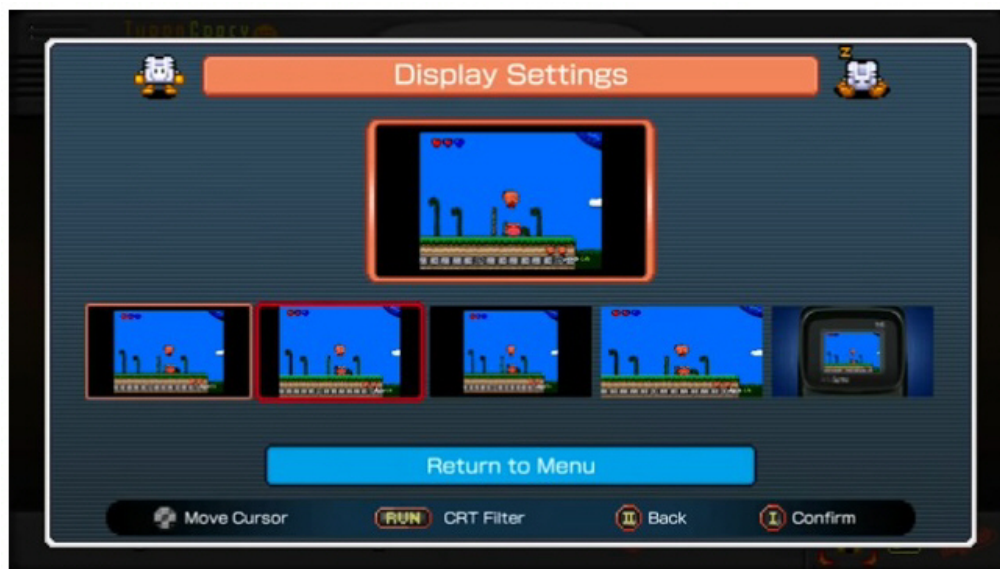 Display Settings
Return to Menu
Move Cursor
RUN CRT Filter
II Back
I Confirm